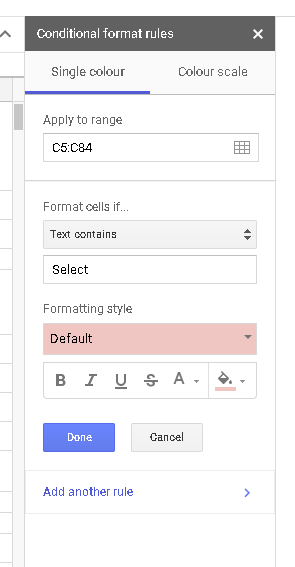 Conditional format rules
Single colour Colour scale
Apply to range
C5:C84
Format cells if...
Text contains
Select
Formatting style
Default
B I U S A
Done Cancel
Add another rule